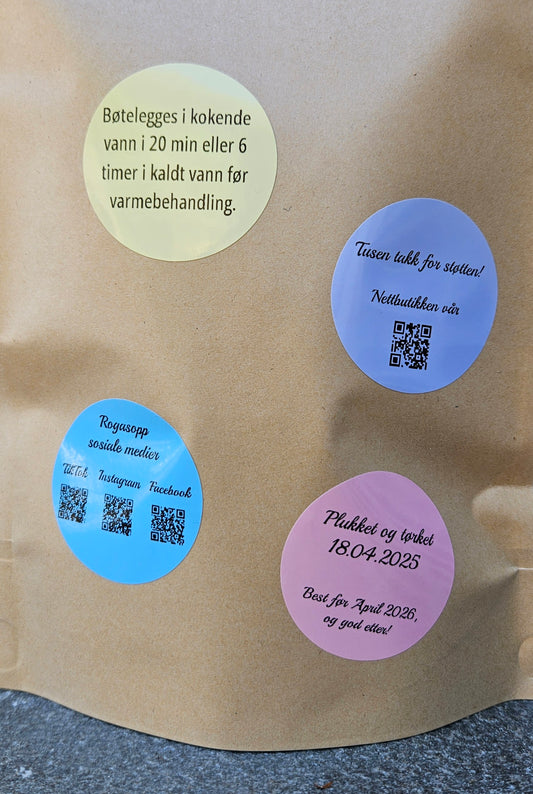 Bøtelegges i kokende
vann i 20 min eller 6
timer i kaldt vann før
varmebehandling.
Tusen takk for støtten!
Nettbutikken vår
Rogasopp
sosiale medier
TikTok Instagram Facebook
Plukket og tørket
18.04.2025
Best før April 2026,
og god etter!